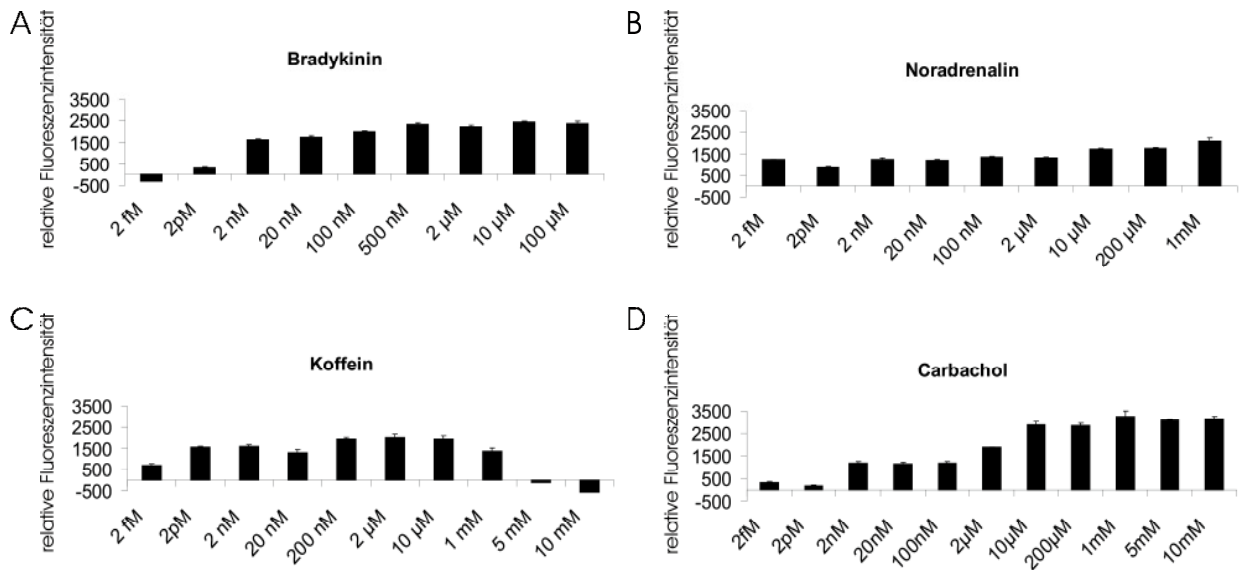 A
relative Fluoreszenzintensität
Bradykinin
3500
2500
1500
500
-500
2 fM
2pM
2 nM
20 nM
100 nM
500 nM
2 µM
10 µM
100 µM
B
relative Fluoreszenzintensität
Noradrenalin
3500
2500
1500
500
-500
2 fM
2pM
2 nM
20 nM
100 nM
2 µM
10 µM
200 µM
1mM
C
relative Fluoreszenzintensität
Koffein
3500
2500
1500
500
-500
2 fM
2pM
2 nM
20 nM
200 nM
2 µM
10 µM
1 mM
5 mM
10 mM
D
relative Fluoreszenzintensität
Carbachol
3500
2500
1500
500
-500
2fM
2pM
2nM
20nM
100nM
2µM
10µM
200µM
1mM
5mM
10mM